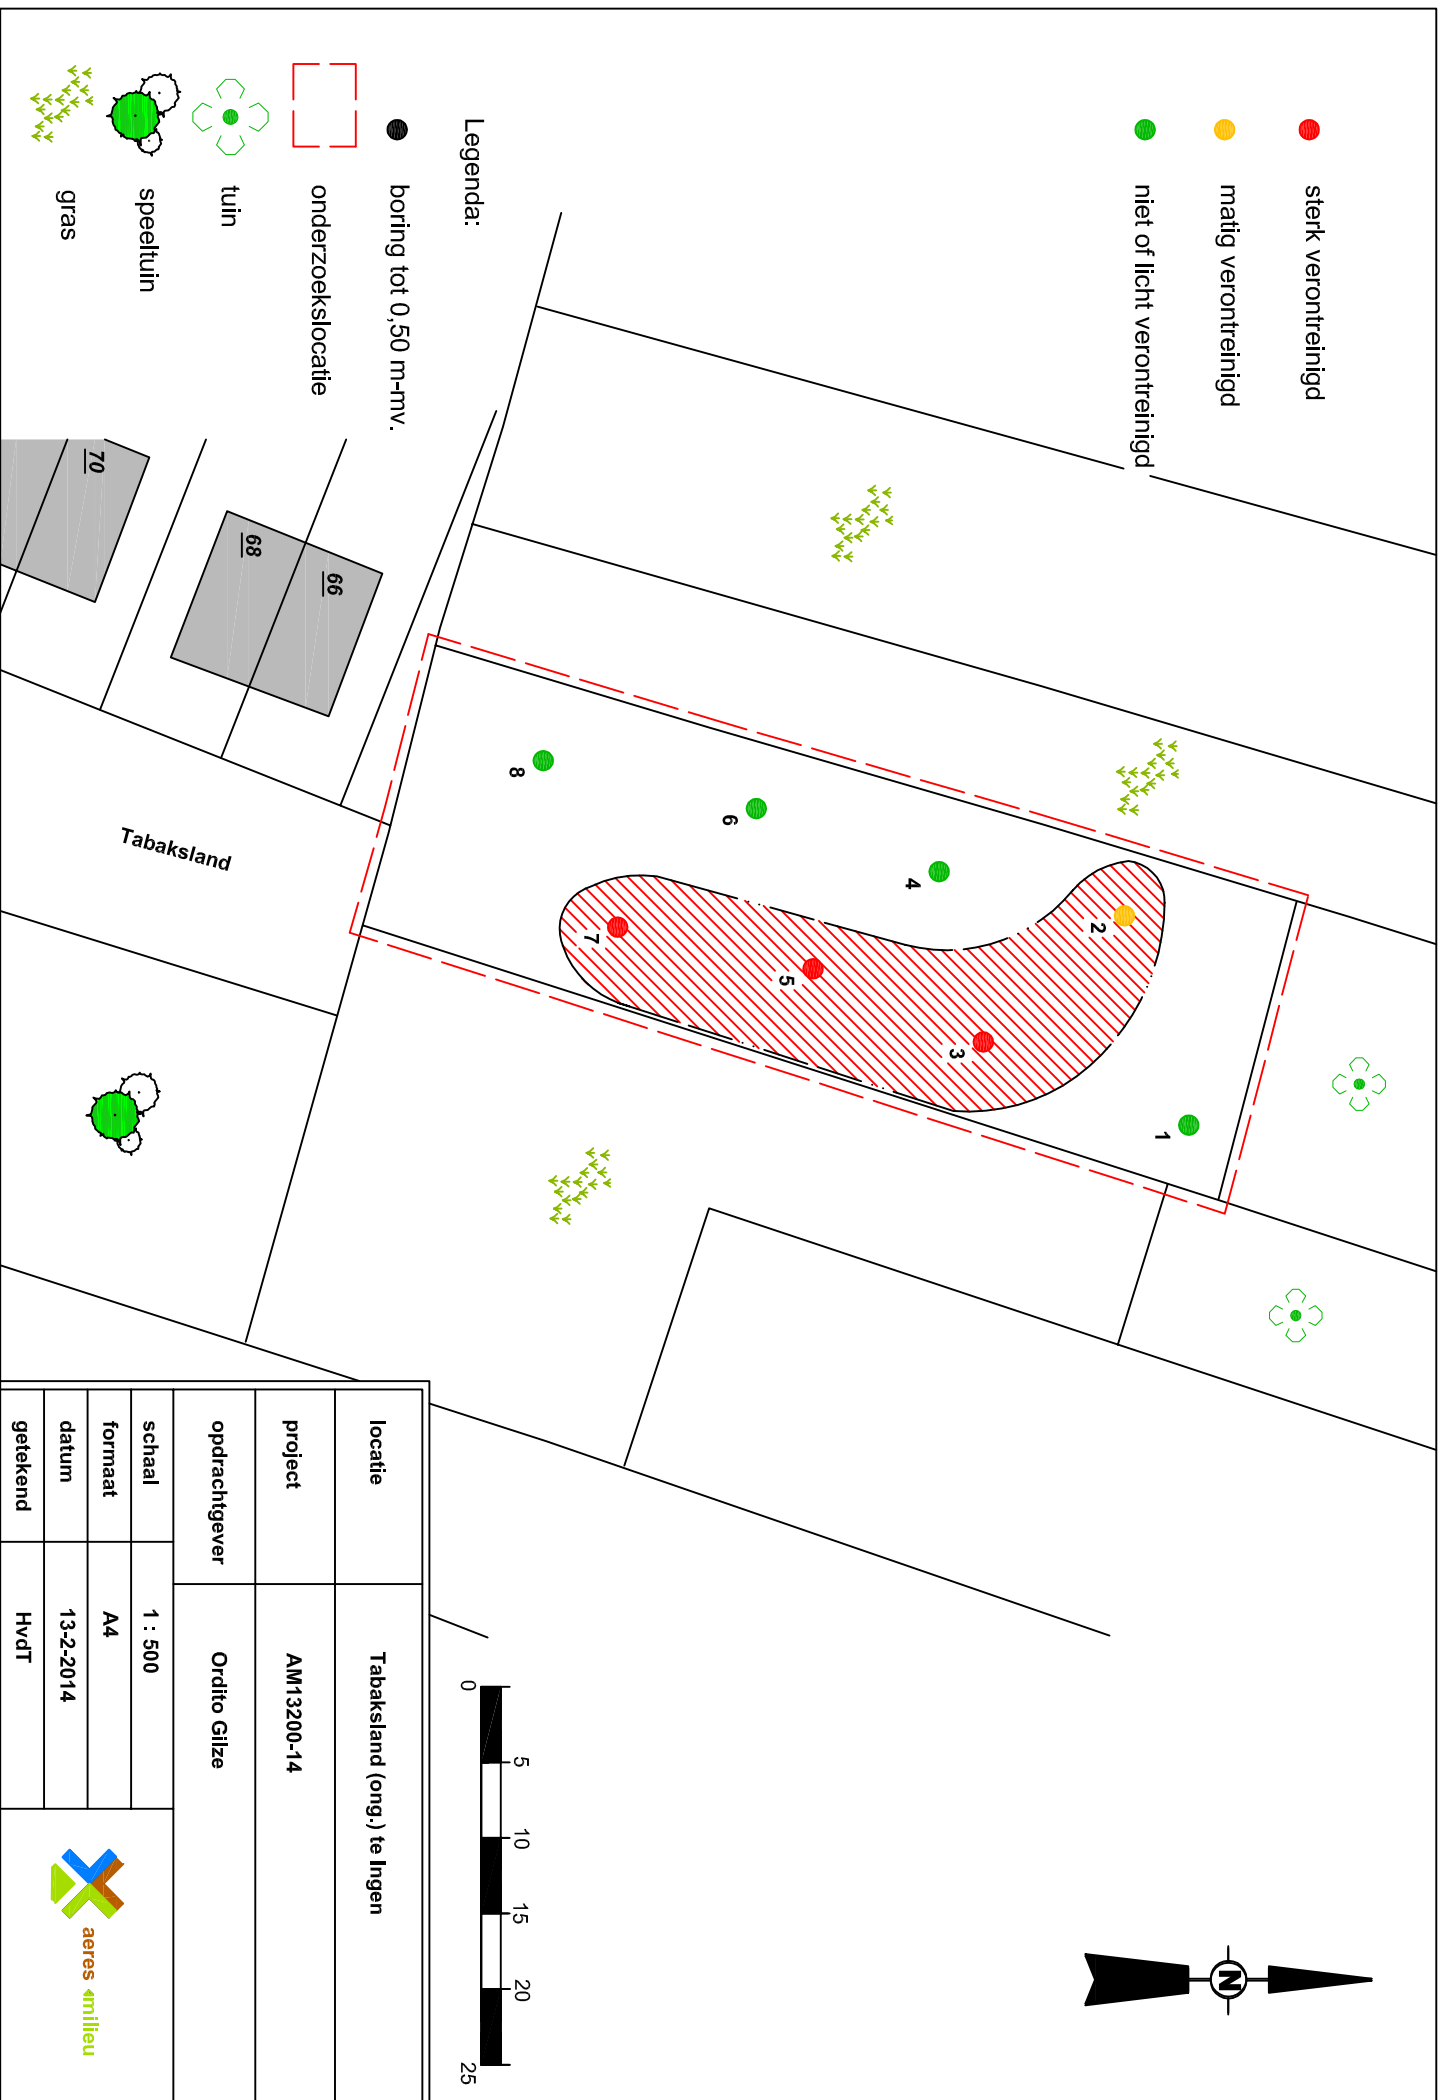 sterk verontreinigd
matig verontreinigd
niet of licht verontreinigd
Legenda:
boring tot 0,50 m-mv.
onderzoekslocatie
tuin
speeltuin
gras
70
68
66
Tabaksland
8
6
4
2
7
5
3
1
N
0
5
10
15
20
25
locatie Tabaksland (ong.) te Ingen
project AM13200-14
opdrachtgever Ordito Gilze
schaal 1 : 500
formaat A4
datum 13-2-2014
getekend HvdT
aeres milieu